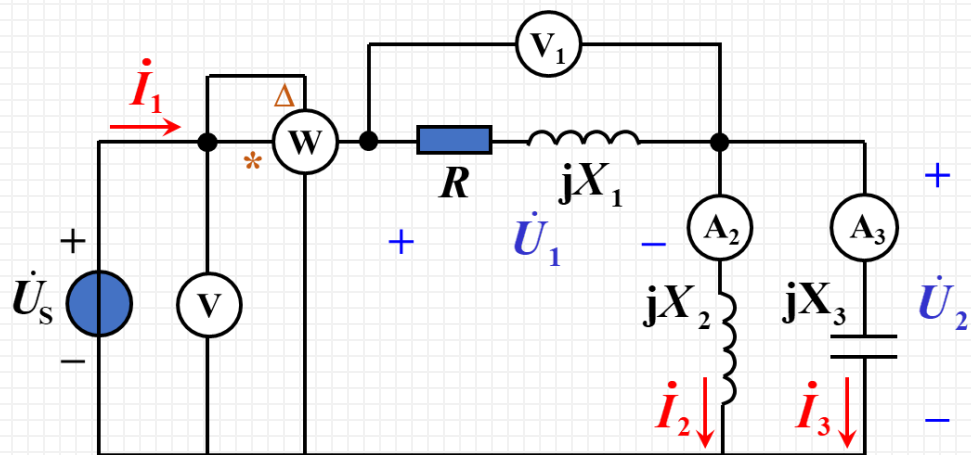 V₁
İ₁
Δ
W
*
R
jX₁
A₂
A₃
+
+
U̇₁
−
+
U̇S
V
jX₂
jX₃
U̇₂
−
İ₂
İ₃
−